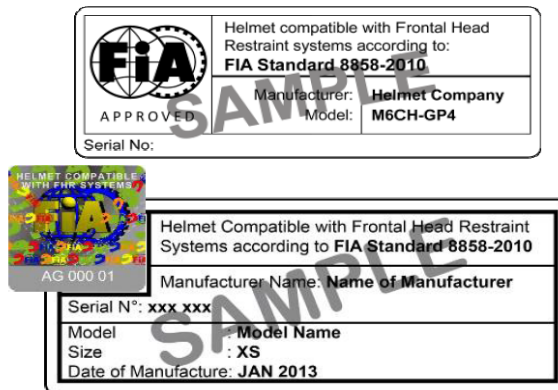 FiA
APPROVED
Helmet compatible with Frontal Head
Restraint systems according to:
FIA Standard 8858-2010
Manufacturer: Helmet Company
Model: M6CH-GP4
Serial No:
SAMPLE
HELMET COMPATIBLE
WITH FHR SYSTEMS
FiA
AG 000 01
Helmet Compatible with Frontal Head Restraint
Systems according to FIA Standard 8858-2010
Manufacturer Name: Name of Manufacturer
Serial N°: xxx xxx
Model : Model Name
Size : XS
Date of Manufacture: JAN 2013
SAMPLE